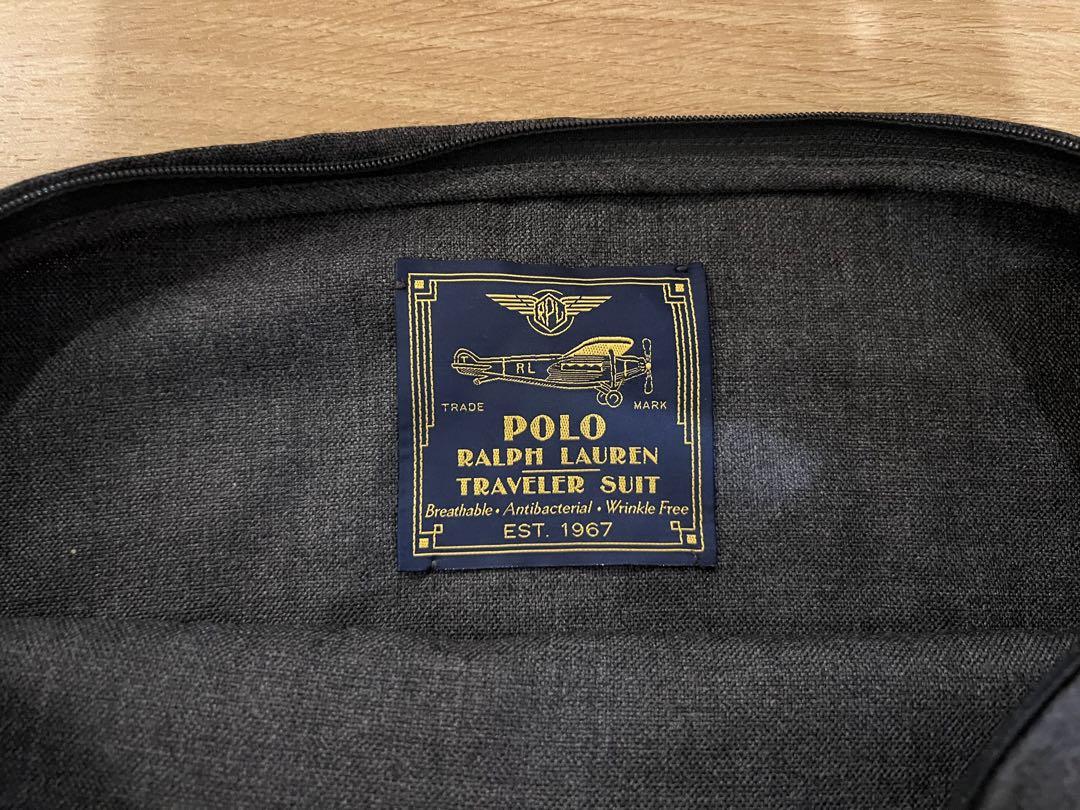 RPL
T RL
TRADE MARK
POLO
RALPH LAUREN
TRAVELER SUIT
Breathable • Antibacterial • Wrinkle Free
EST. 1967